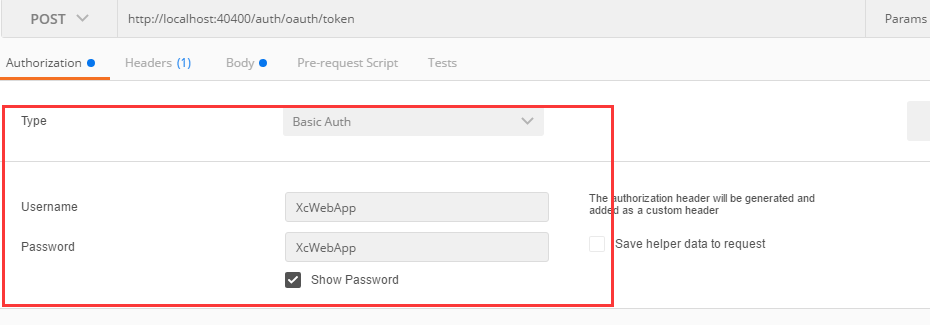 POST http://localhost:40400/auth/oauth/token Params
Authorization Headers (1) Body Pre-request Script Tests
Type Basic Auth
Username XcWebApp
The authorization header will be generated and
added as a custom header
Password XcWebApp
Save helper data to request
Show Password